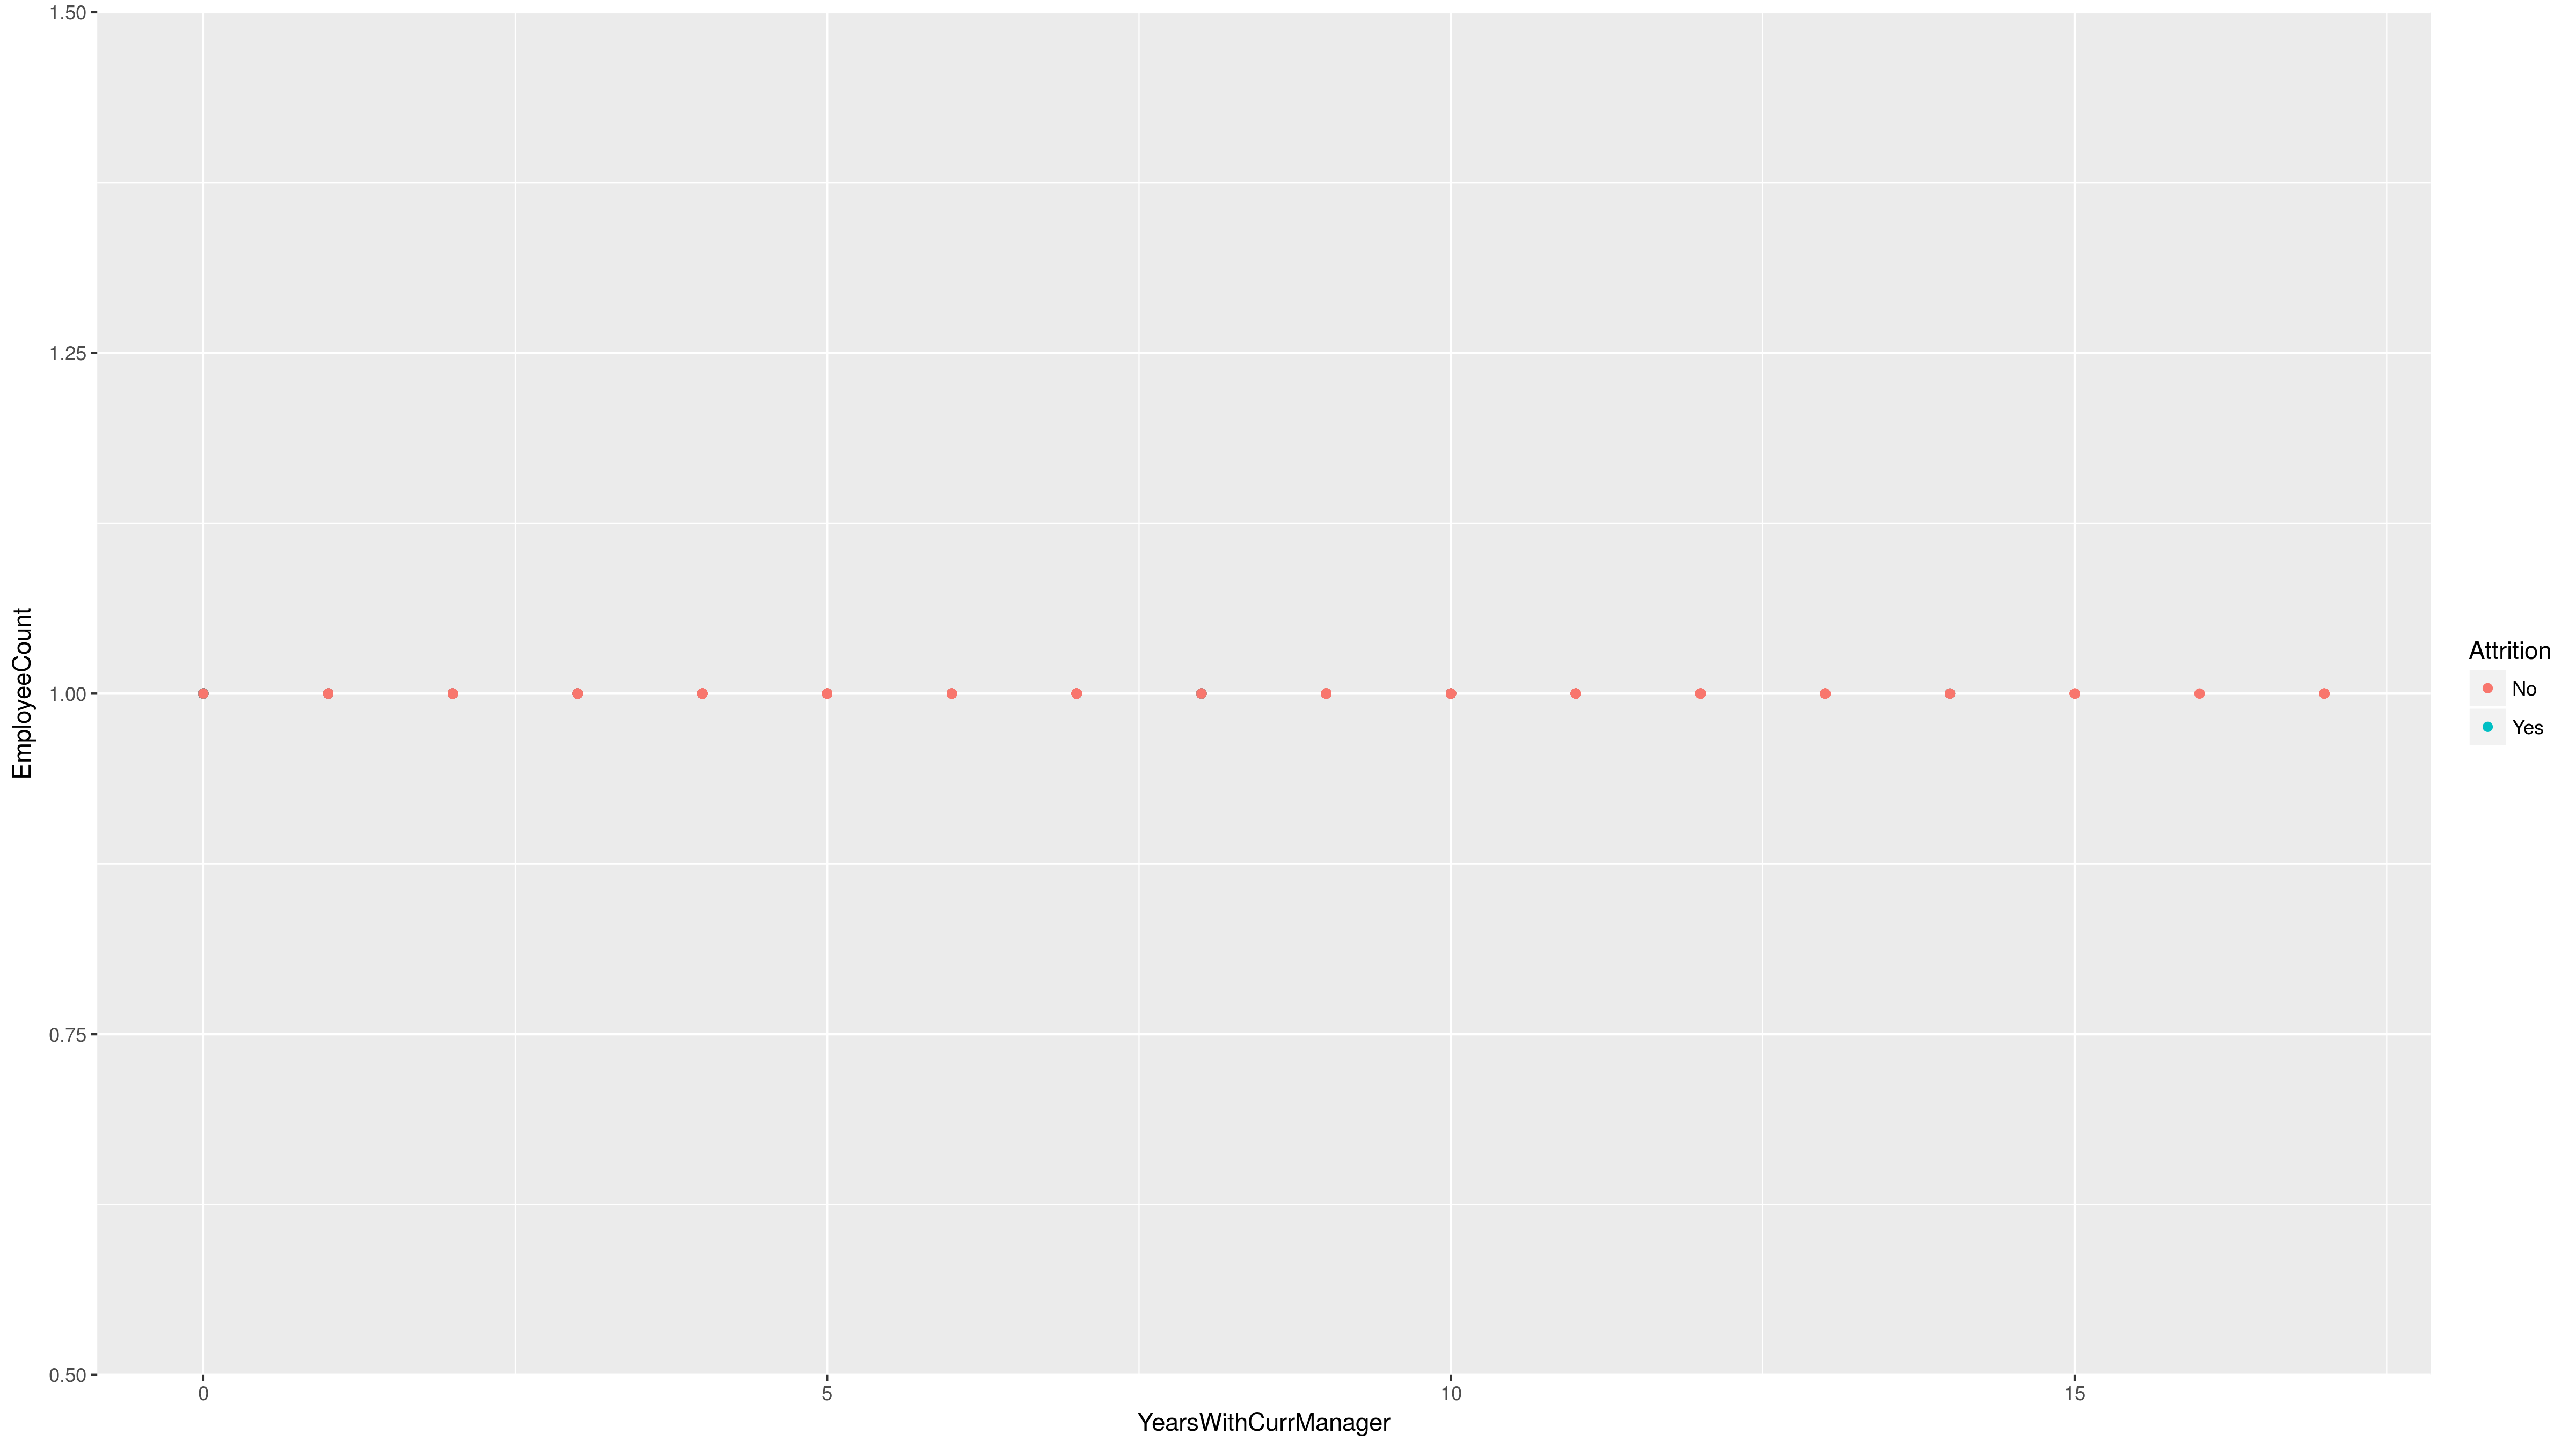 1.50
1.25
1.00
0.75
0.50
EmployeeCount
0
5
10
15
YearsWithCurrManager
Attrition
No
Yes